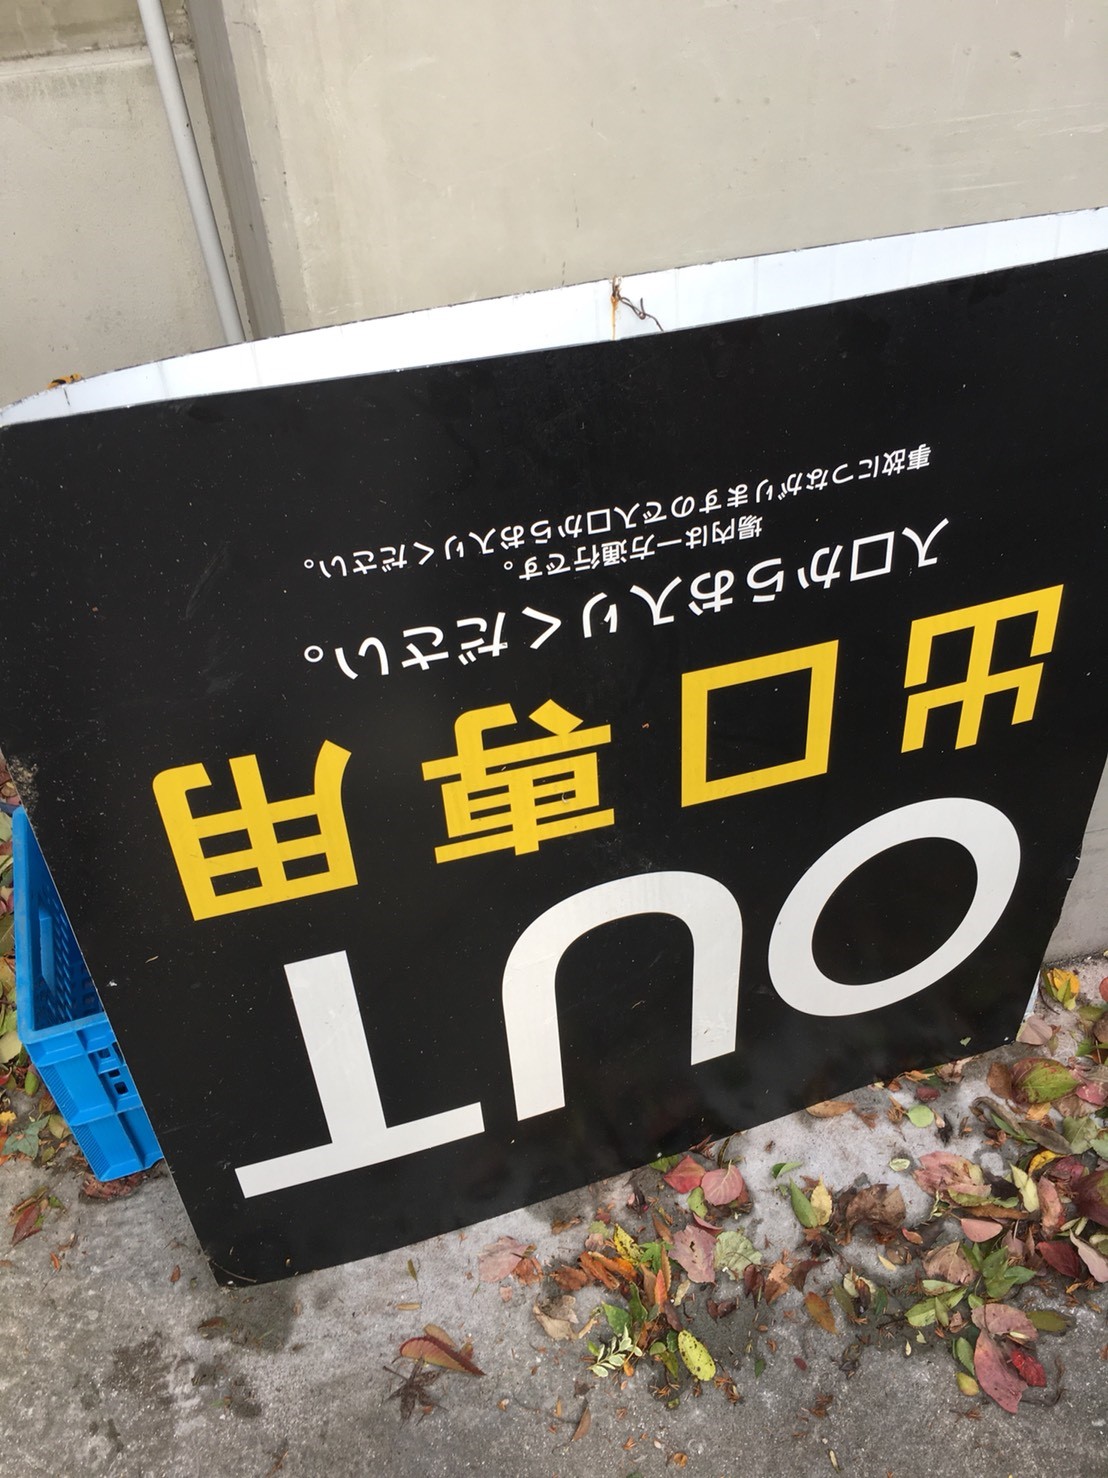 OUT
出口専用
入口からお入りください。
場内は一方通行です。
事故につながりますので入口からお入りください。